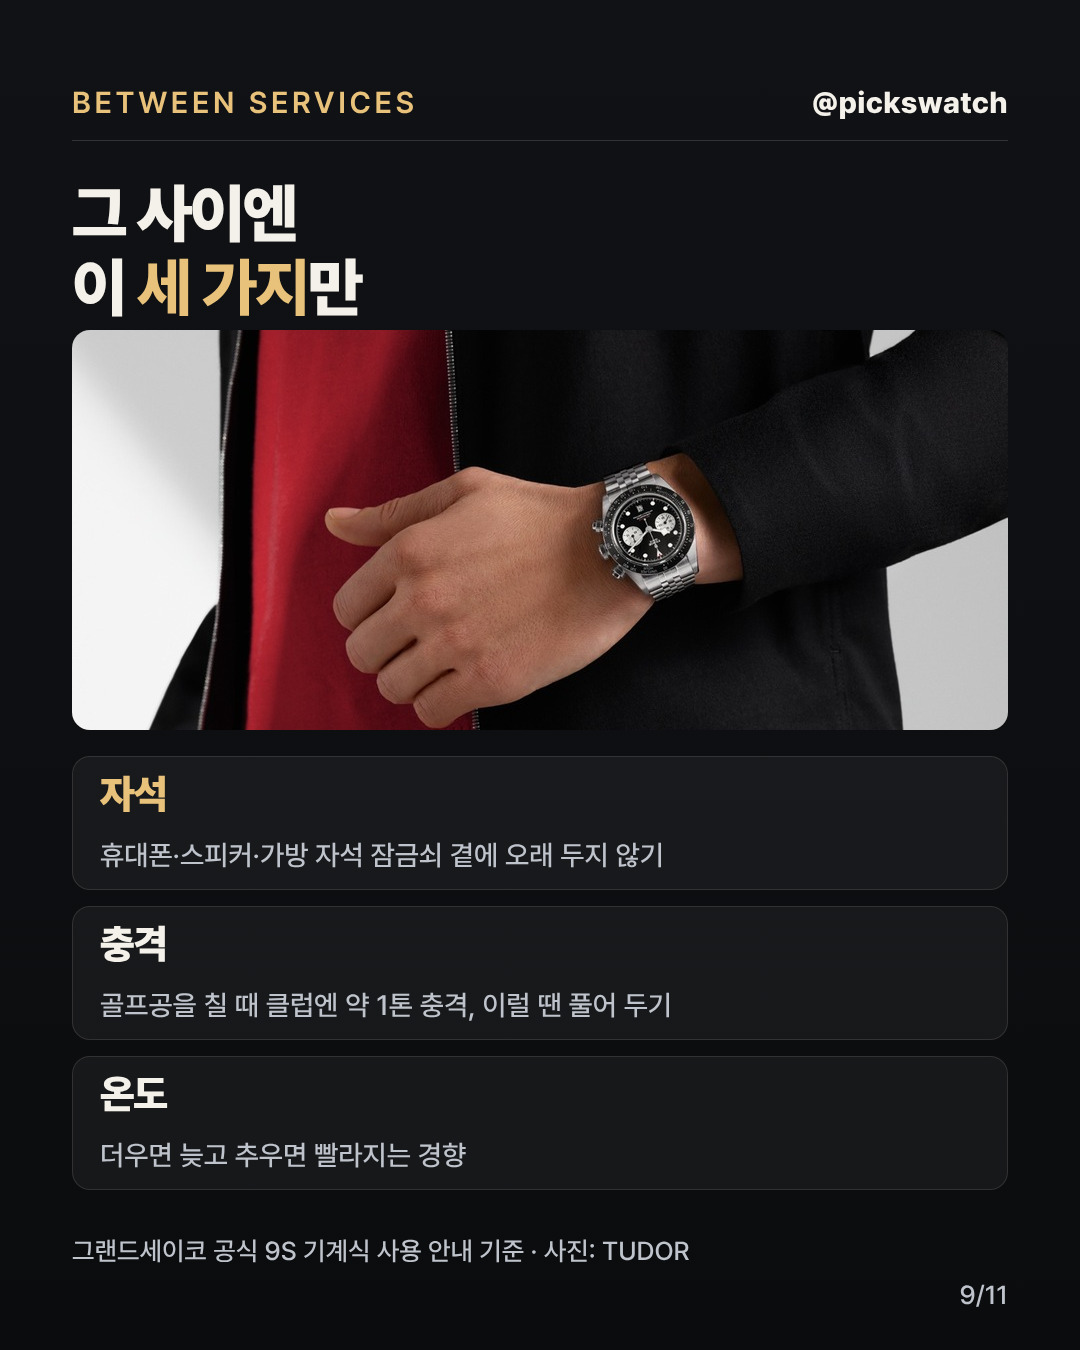 BETWEEN SERVICES
@pickswatch
그 사이엔
이 세 가지만
자석
휴대폰·스피커·가방 자석 잠금쇠 곁에 오래 두지 않기
충격
골프공을 칠 때 클럽엔 약 1톤 충격, 이럴 땐 풀어 두기
온도
더우면 늦고 추우면 빨라지는 경향
그랜드세이코 공식 9S 기계식 사용 안내 기준 · 사진: TUDOR
9/11